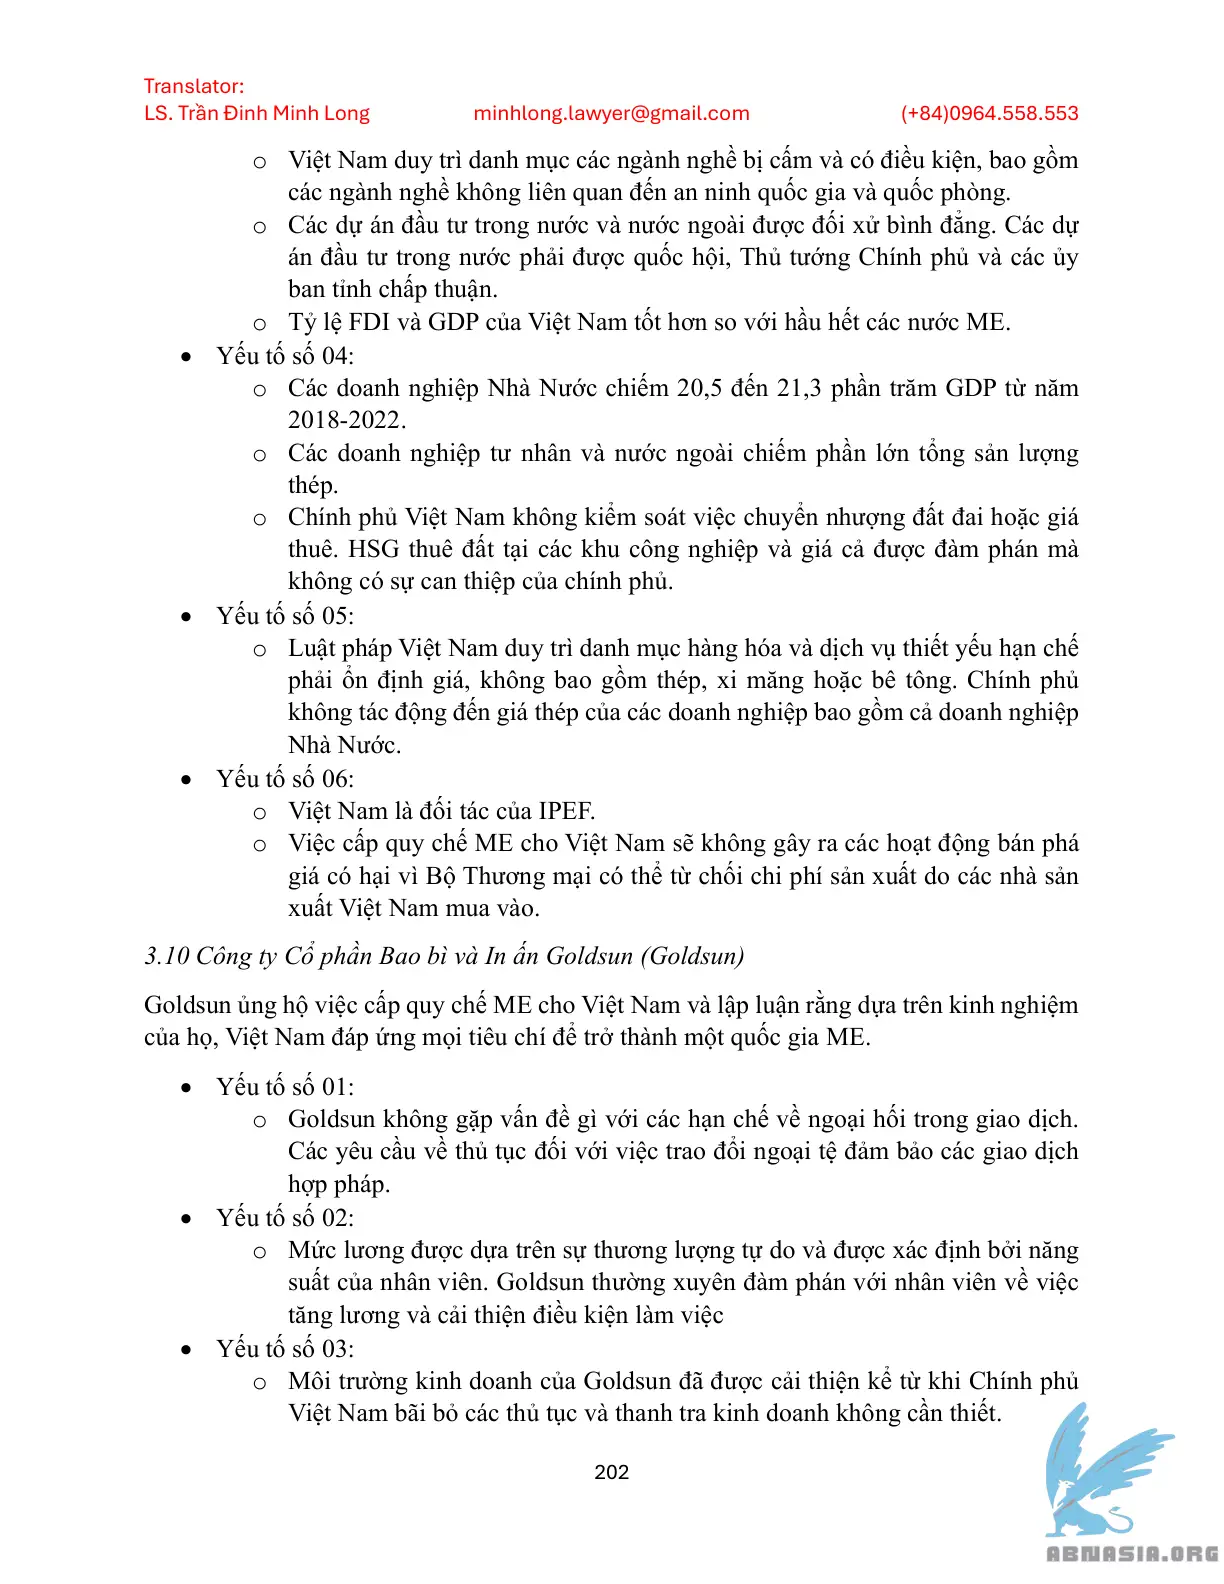 Translator:
LS. Trần Đinh Minh Long minhlong.lawyer@gmail.com (+84)0964.558.553
o Việt Nam duy trì danh mục các ngành nghề bị cấm và có điều kiện, bao gồm
các ngành nghề không liên quan đến an ninh quốc gia và quốc phòng.
o Các dự án đầu tư trong nước và nước ngoài được đối xử bình đẳng. Các dự
án đầu tư trong nước phải được quốc hội, Thủ tướng Chính phủ và các ủy
ban tỉnh chấp thuận.
o Tỷ lệ FDI và GDP của Việt Nam tốt hơn so với hầu hết các nước ME.
• Yếu tố số 04:
o Các doanh nghiệp Nhà Nước chiếm 20,5 đến 21,3 phần trăm GDP từ năm
2018-2022.
o Các doanh nghiệp tư nhân và nước ngoài chiếm phần lớn tổng sản lượng
thép.
o Chính phủ Việt Nam không kiểm soát việc chuyển nhượng đất đai hoặc giá
thuê. HSG thuê đất tại các khu công nghiệp và giá cả được đàm phán mà
không có sự can thiệp của chính phủ.
• Yếu tố số 05:
o Luật pháp Việt Nam duy trì danh mục hàng hóa và dịch vụ thiết yếu hạn chế
phải ổn định giá, không bao gồm thép, xi măng hoặc bê tông. Chính phủ
không tác động đến giá thép của các doanh nghiệp bao gồm cả doanh nghiệp
Nhà Nước.
• Yếu tố số 06:
o Việt Nam là đối tác của IPEF.
o Việc cấp quy chế ME cho Việt Nam sẽ không gây ra các hoạt động bán phá
giá có hại vì Bộ Thương mại có thể từ chối chi phí sản xuất do các nhà sản
xuất Việt Nam mua vào.
3.10 Công ty Cổ phần Bao bì và In ấn Goldsun (Goldsun)
Goldsun ủng hộ việc cấp quy chế ME cho Việt Nam và lập luận rằng dựa trên kinh nghiệm
của họ, Việt Nam đáp ứng mọi tiêu chí để trở thành một quốc gia ME.
• Yếu tố số 01:
o Goldsun không gặp vấn đề gì với các hạn chế về ngoại hối trong giao dịch.
Các yêu cầu về thủ tục đối với việc trao đổi ngoại tệ đảm bảo các giao dịch
hợp pháp.
• Yếu tố số 02:
o Mức lương được dựa trên sự thương lượng tự do và được xác định bởi năng
suất của nhân viên. Goldsun thường xuyên đàm phán với nhân viên về việc
tăng lương và cải thiện điều kiện làm việc
• Yếu tố số 03:
o Môi trường kinh doanh của Goldsun đã được cải thiện kể từ khi Chính phủ
Việt Nam bãi bỏ các thủ tục và thanh tra kinh doanh không cần thiết.
202
ABNASIA.ORG